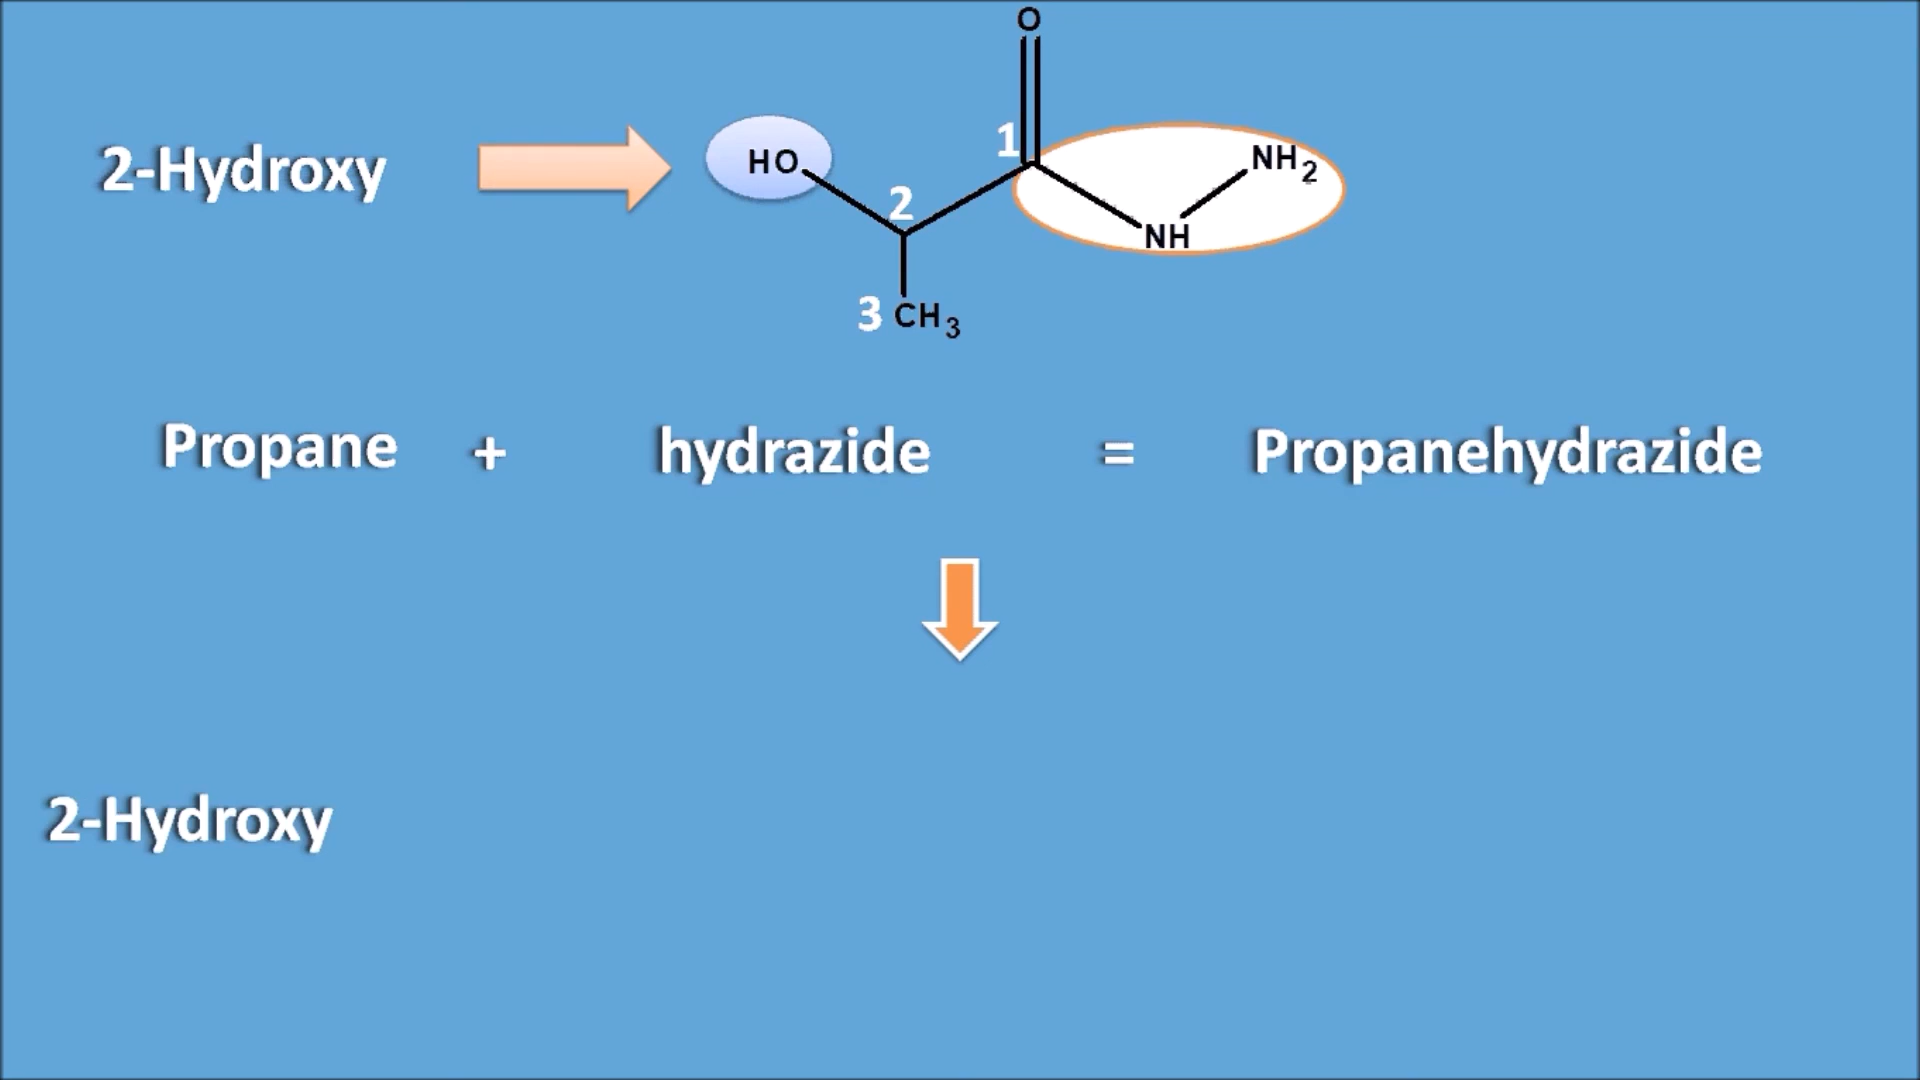 O
1
2-Hydroxy
HO
NH2
2
NH
3 CH3
Propane + hydrazide = Propanehydrazide
2-Hydroxy